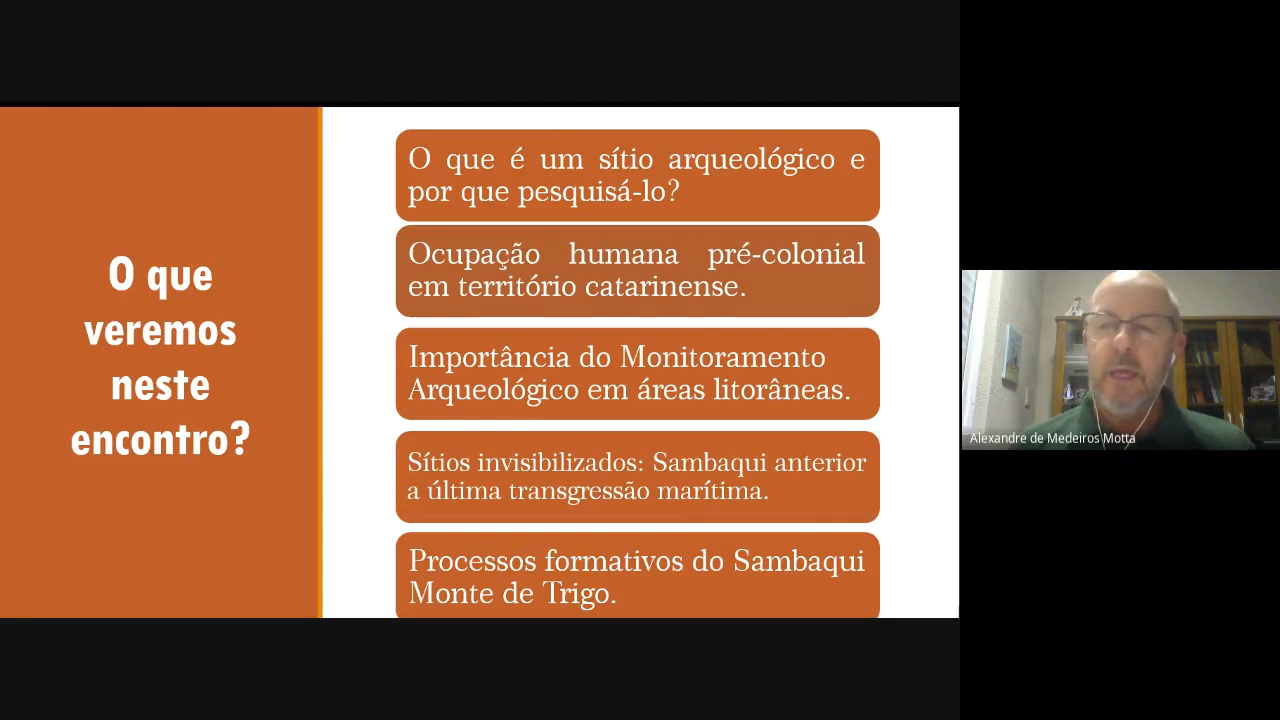 O que
veremos
neste
encontro?
O que é um sítio arqueológico e
por que pesquisá-lo?
Ocupação humana pré-colonial
em território catarinense.
Importância do Monitoramento
Arqueológico em áreas litorâneas.
Sítios invisibilizados: Sambaqui anterior
a última transgressão marítima.
Processos formativos do Sambaqui
Monte de Trigo.
Alexandre de Medeiros Motta